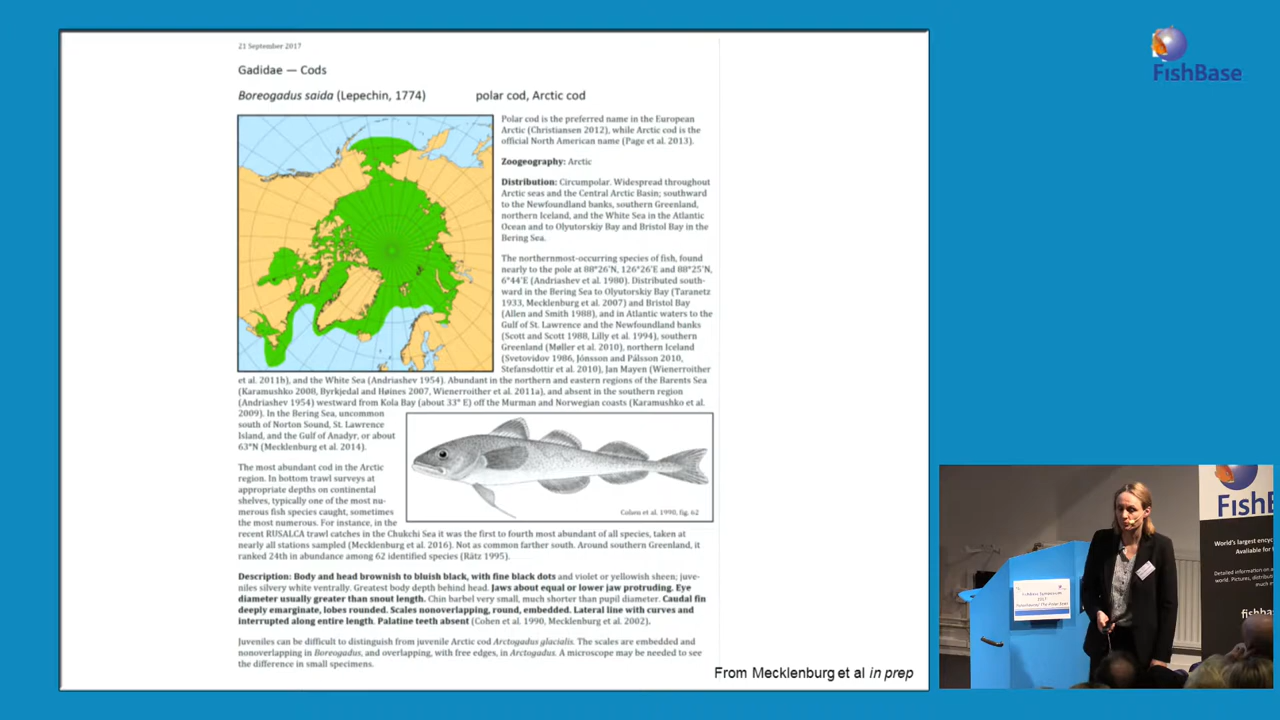 21 September 2017
Gadidae — Cods
Boreogadus saida (Lepechin, 1774) polar cod, Arctic cod
Polar cod is the preferred name in the European
Arctic (Christiansen 2012), while Arctic cod is the
official North American name (Page et al. 2013).
Zoogeography: Arctic
Distribution: Circumpolar. Widespread throughout
Arctic seas and the Central Arctic Basin; southward
to the Newfoundland banks, southern Greenland,
northern Iceland, and the White Sea in the Atlantic
Ocean and to Olyutorskiy Bay and Bristol Bay in the
Bering Sea.
The northernmost-occurring species of fish, found
nearly to the pole at 88°26'N, 126°26'E and 88°25'N,
6°44'E (Andriashev et al. 1980). Distributed south-
ward in the Bering Sea to Olyutorskiy Bay (Taranetz
1933, Mecklenburg et al. 2007) and Bristol Bay
(Allen and Smith 1988), and in Atlantic waters to the
Gulf of St. Lawrence and the Newfoundland banks
(Scott and Scott 1988, Lilly et al. 1994), southern
Greenland (Møller et al. 2010), northern Iceland
(Svetovidov 1986, Jónsson and Pálsson 2010,
Stefansdottir et al. 2010), Jan Mayen (Wienerroither
et al. 2011b), and the White Sea (Andriashev 1954). Abundant in the northern and eastern regions of the Barents Sea
(Karamushko 2008, Byrkjedal and Høines 2007, Wienerroither et al. 2011a), and absent in the southern region
(Andriashev 1954) westward from Kola Bay (about 33° E) off the Murman and Norwegian coasts (Karamushko et al.
2009). In the Bering Sea, uncommon
south of Norton Sound, St. Lawrence
Island, and the Gulf of Anadyr, or about
63°N (Mecklenburg et al. 2014).
The most abundant cod in the Arctic
region. In bottom trawl surveys at
appropriate depths on continental
shelves, typically one of the most nu-
merous fish species caught, sometimes
the most numerous. For instance, in the
recent RUSALCA trawl catches in the Chukchi Sea it was the first to fourth most abundant of all species, taken at
nearly all stations sampled (Mecklenburg et al. 2016). Not as common farther south. Around southern Greenland, it
ranked 24th in abundance among 62 identified species (Rätz 1995).
Cohen et al. 1990, fig. 62
Description: Body and head brownish to bluish black, with fine black dots and violet or yellowish sheen; juve-
niles silvery white ventrally. Greatest body depth behind head. Jaws about equal or lower jaw protruding. Eye
diameter usually greater than snout length. Chin barbel very small, much shorter than pupil diameter. Caudal fin
deeply emarginate, lobes rounded. Scales nonoverlapping, round, embedded. Lateral line with curves and
interrupted along entire length. Palatine teeth absent (Cohen et al. 1990, Mecklenburg et al. 2002).
Juveniles can be difficult to distinguish from juvenile Arctic cod Arctogadus glacialis. The scales are embedded and
nonoverlapping in Boreogadus, and overlapping, with free edges, in Arctogadus. A microscope may be needed to see
the difference in small specimens.
From Mecklenburg et al in prep
FishBase
FishB
World's largest encyc
Available for
Detailed information on a
world. Pictures, distribut
much
fishbas
FishBase Symposium
2017